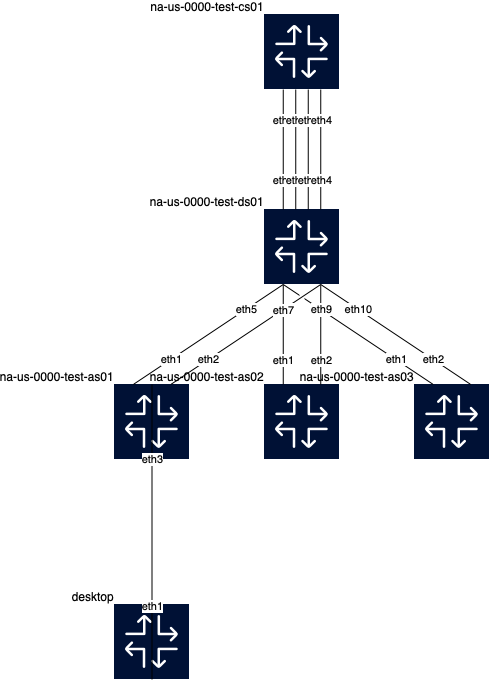 na-us-0000-test-cs01
eth4
eth4
na-us-0000-test-ds01
eth5
eth7
eth9
eth10
eth1
eth2
eth1
eth2
eth1
eth2
na-us-0000-test-as01
na-us-0000-test-as02
na-us-0000-test-as03
eth3
desktop
eth1